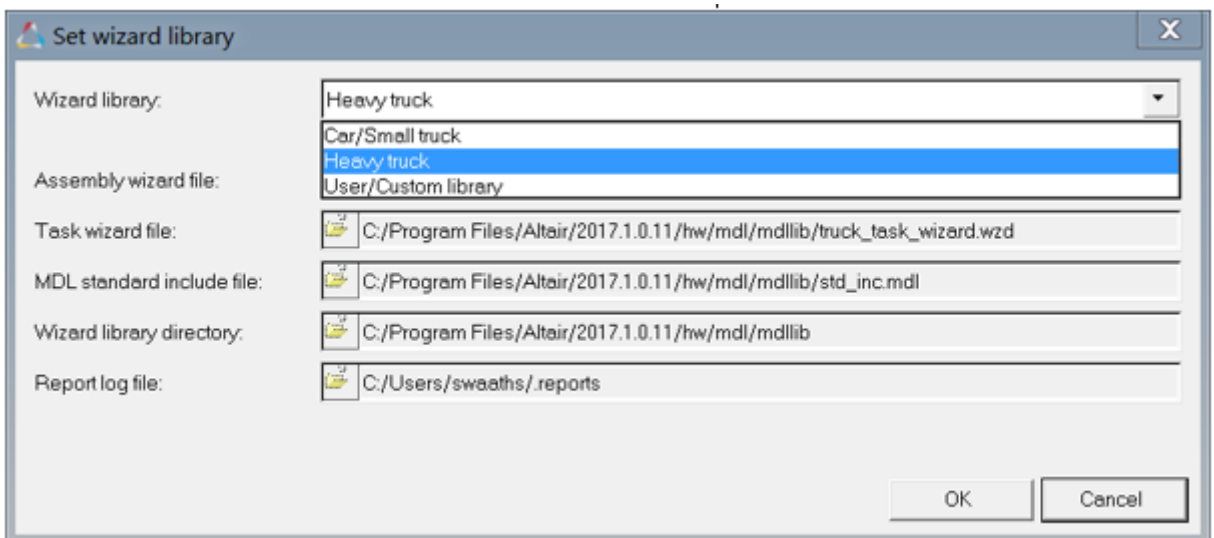 Set wizard library
Wizard library:
Heavy truck
Car/Small truck
Heavy truck
User/Custom library
Assembly wizard file:
Task wizard file:
C:/Program Files/Altair/2017.1.0.11/hw/mdl/mdllib/truck_task_wizard.wzd
MDL standard include file:
C:/Program Files/Altair/2017.1.0.11/hw/mdl/mdllib/std_inc.mdl
Wizard library directory:
C:/Program Files/Altair/2017.1.0.11/hw/mdl/mdllib
Report log file:
C:/Users/swaaths/.reports
OK
Cancel